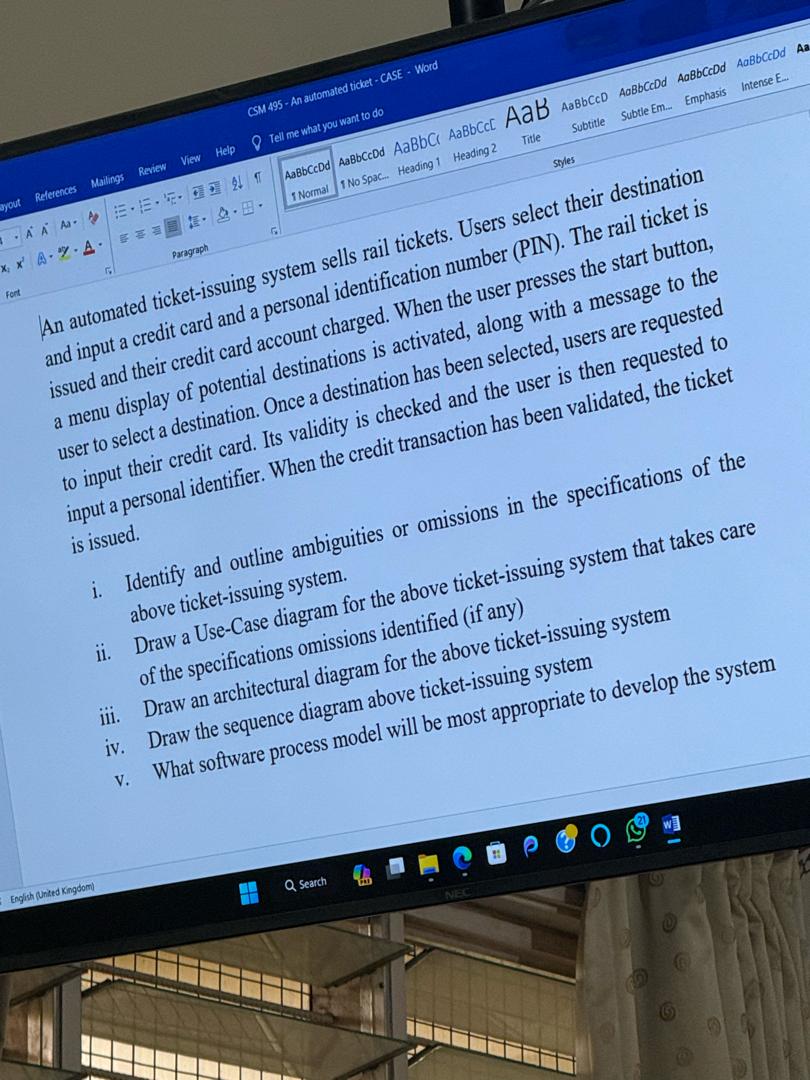 CSM 495 - An automated ticket - CASE - Word
ayout References Mailings Review View Help Tell me what you want to do
AaBbCcDd AaBbCcDd AaBbC( AaBbCcD AaB AaBbCcD AaBbCcDd AaBbCcDd AaBbCcDd Aa
¶ Normal ¶ No Spac... Heading 1 Heading 2 Title Subtitle Subtle Em... Emphasis Intense E...
Font Paragraph Styles
An automated ticket-issuing system sells rail tickets. Users select their destination
and input a credit card and a personal identification number (PIN). The rail ticket is
issued and their credit card account charged. When the user presses the start button,
a menu display of potential destinations is activated, along with a message to the
user to select a destination. Once a destination has been selected, users are requested
to input their credit card. Its validity is checked and the user is then requested to
input a personal identifier. When the credit transaction has been validated, the ticket
is issued.
i. Identify and outline ambiguities or omissions in the specifications of the
above ticket-issuing system.
ii. Draw a Use-Case diagram for the above ticket-issuing system that takes care
of the specifications omissions identified (if any)
iii. Draw an architectural diagram for the above ticket-issuing system
iv. Draw the sequence diagram above ticket-issuing system
v. What software process model will be most appropriate to develop the system
English (United Kingdom)
Search
21
NEC